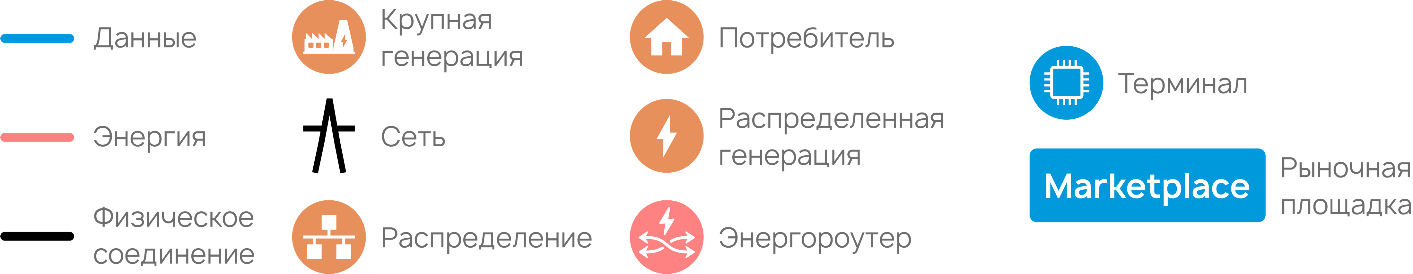 Данные
Энергия
Физическое
соединение
Крупная
генерация
Сеть
Распределение
Потребитель
Распределенная
генерация
Энергороутер
Терминал
Marketplace
Рыночная
площадка